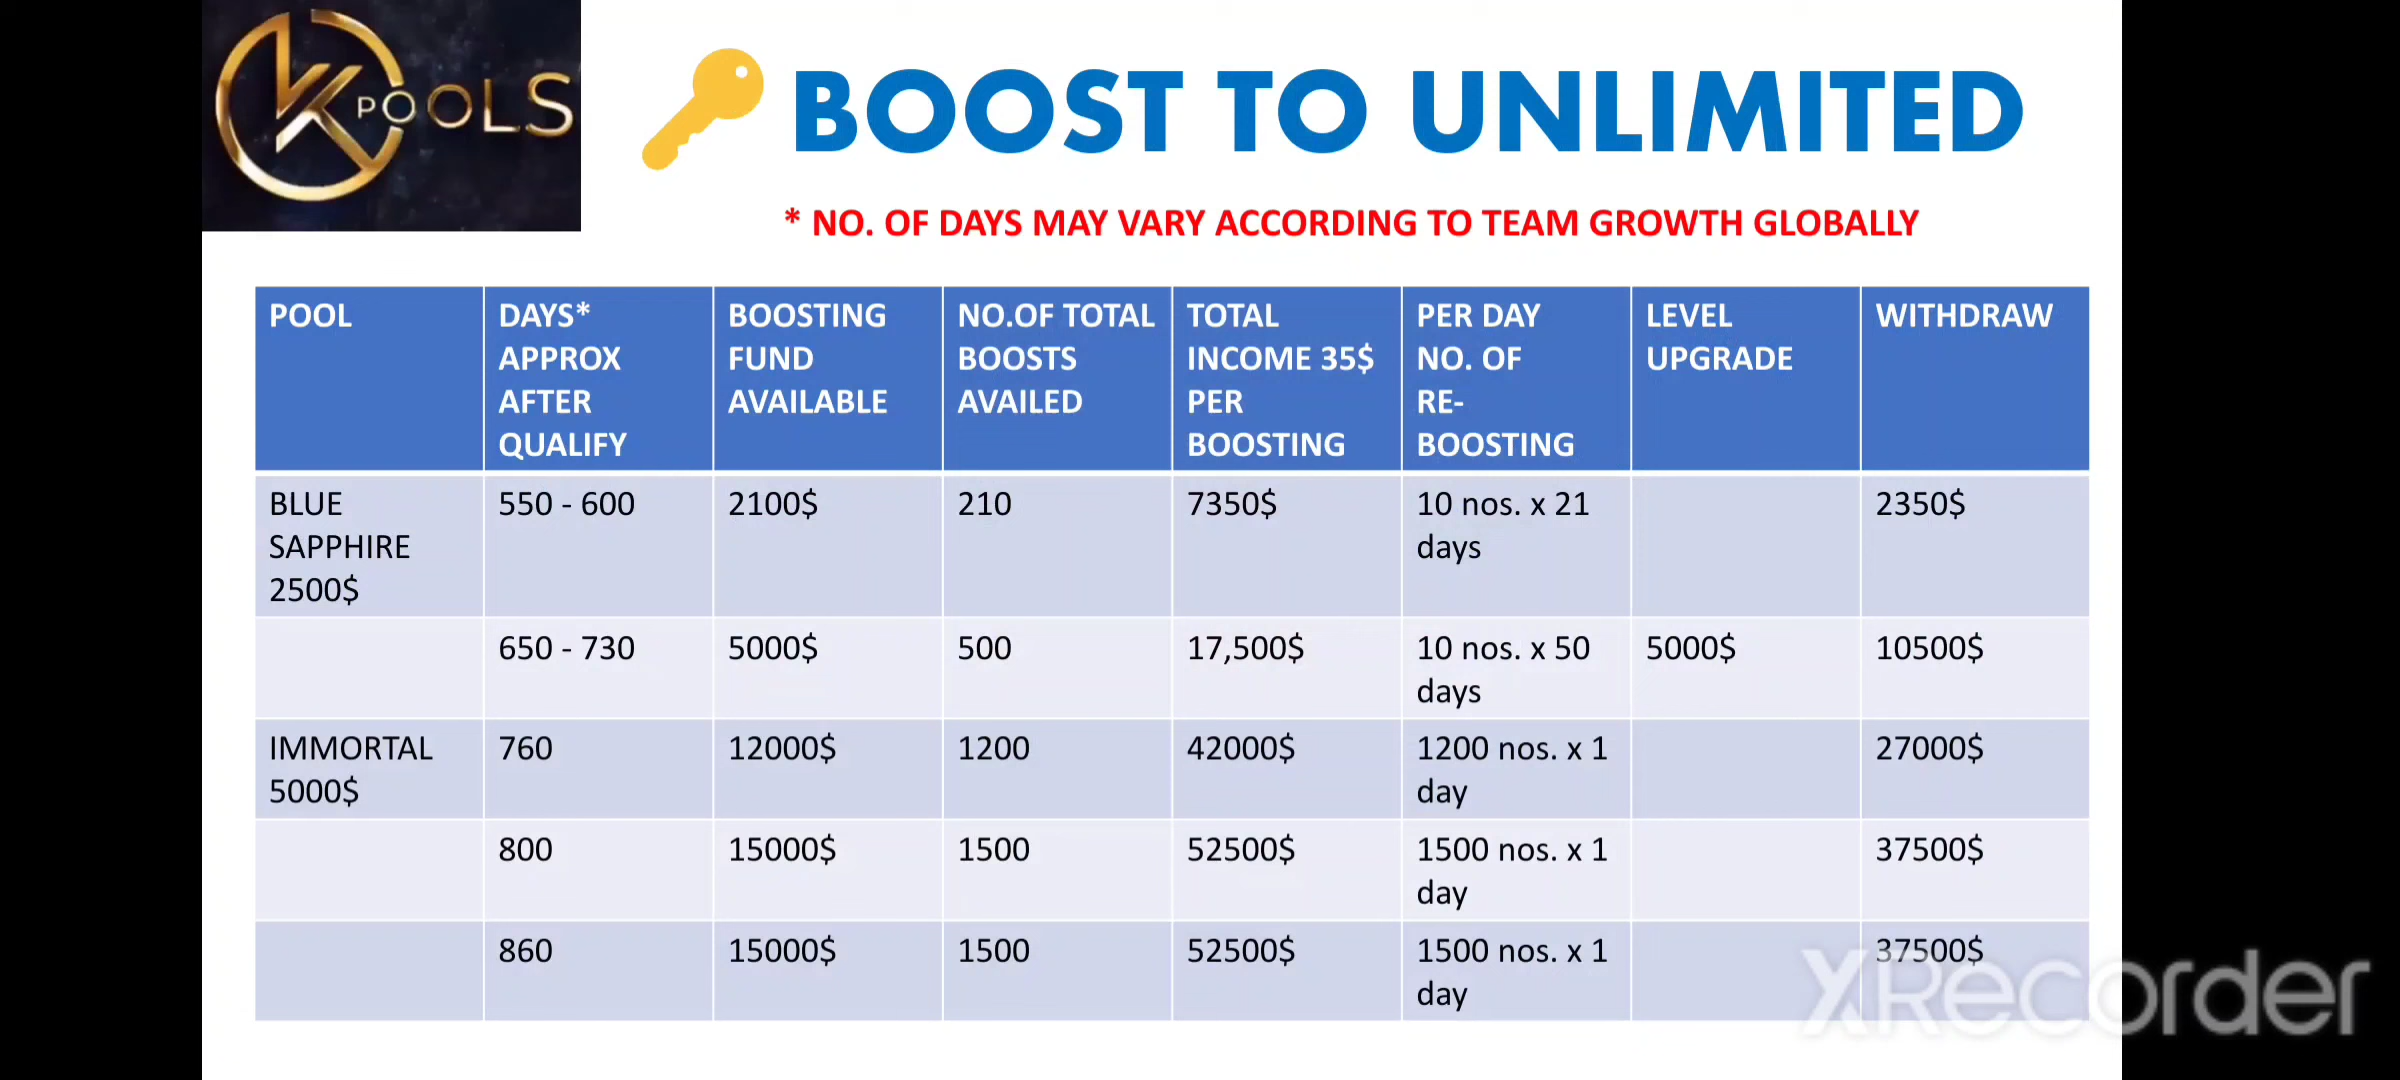 K POOLS
BOOST TO UNLIMITED
* NO. OF DAYS MAY VARY ACCORDING TO TEAM GROWTH GLOBALLY
POOL
DAYS*
APPROX
AFTER
QUALIFY
BOOSTING
FUND
AVAILABLE
NO.OF TOTAL
BOOSTS
AVAILED
TOTAL
INCOME 35$
PER
BOOSTING
PER DAY
NO. OF
RE-
BOOSTING
LEVEL
UPGRADE
WITHDRAW
BLUE
SAPPHIRE
2500$
550 - 600
2100$
210
7350$
10 nos. x 21
days
2350$
650 - 730
5000$
500
17,500$
10 nos. x 50
days
5000$
10500$
IMMORTAL
5000$
760
12000$
1200
42000$
1200 nos. x 1
day
27000$
800
15000$
1500
52500$
1500 nos. x 1
day
37500$
860
15000$
1500
52500$
1500 nos. x 1
day
37500$
XRecorder